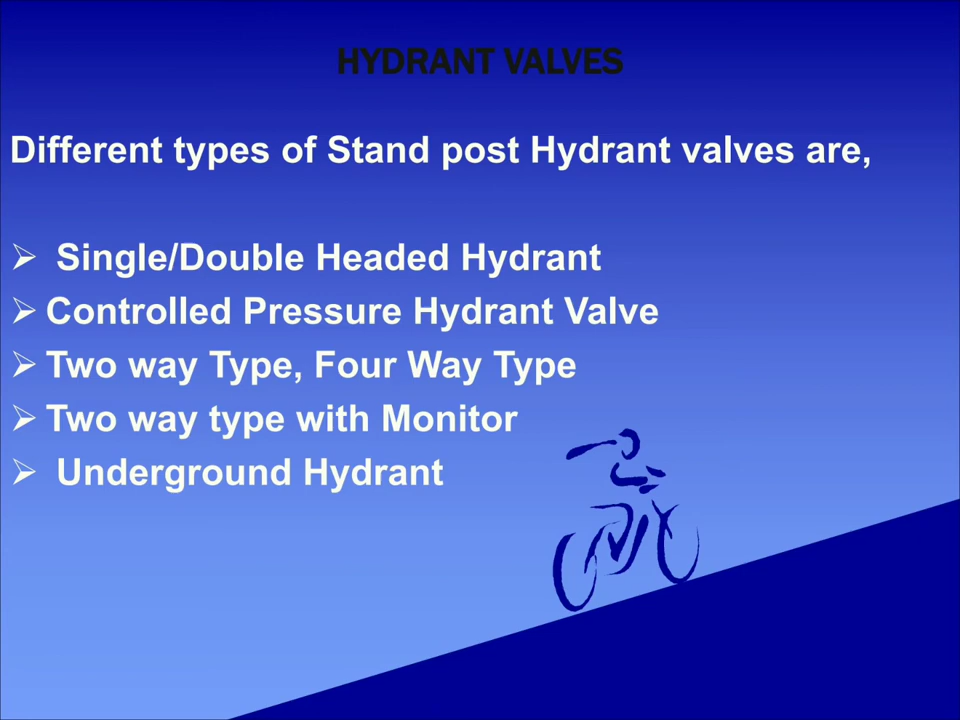 HYDRANT VALVES
Different types of Stand post Hydrant valves are,
➢ Single/Double Headed Hydrant
➢ Controlled Pressure Hydrant Valve
➢ Two way Type, Four Way Type
➢ Two way type with Monitor
➢ Underground Hydrant